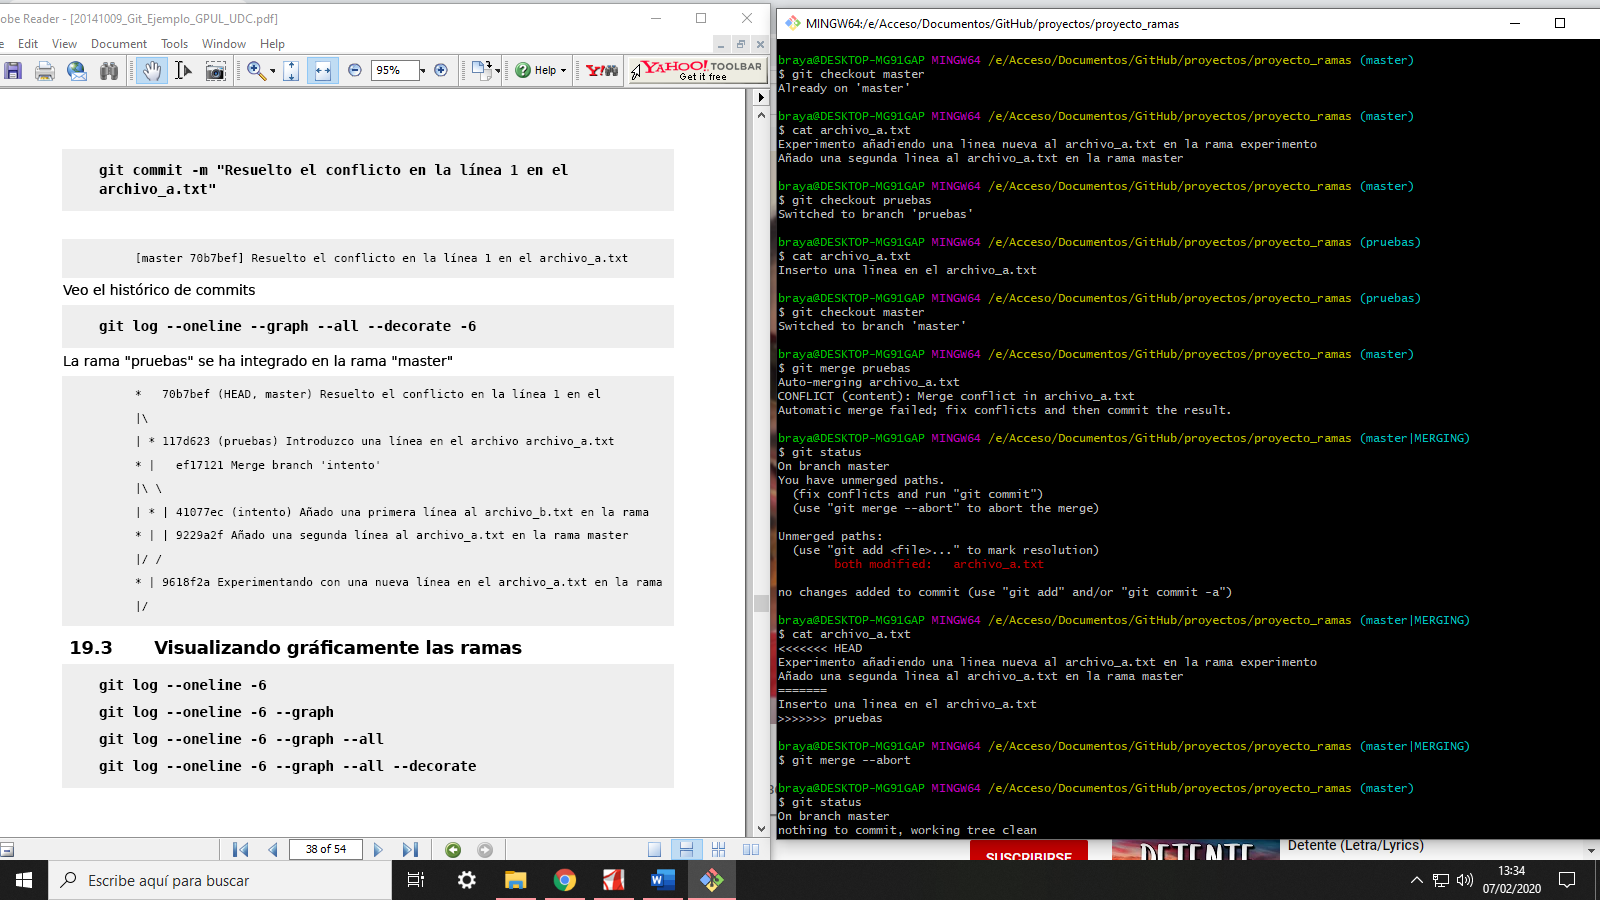 obe Reader - [20141009_Git_Ejemplo_GPUL_UDC.pdf]
e Edit View Document Tools Window Help
95%
Help
Y!
YAHOO! TOOLBAR
Get it free
git commit -m "Resuelto el conflicto en la línea 1 en el
archivo_a.txt"
[master 70b7bef] Resuelto el conflicto en la línea 1 en el archivo_a.txt
Veo el histórico de commits
git log --oneline --graph --all --decorate -6
La rama "pruebas" se ha integrado en la rama "master"
*   70b7bef (HEAD, master) Resuelto el conflicto en la línea 1 en el
|\
| * 117d623 (pruebas) Introduzco una línea en el archivo archivo_a.txt
* |   ef17121 Merge branch 'intento'
|\ \
| * | 41077ec (intento) Añado una primera línea al archivo_b.txt en la rama
* | | 9229a2f Añado una segunda línea al archivo_a.txt en la rama master
|/ /
* | 9618f2a Experimentando con una nueva línea en el archivo_a.txt en la rama
|/
19.3 Visualizando gráficamente las ramas
git log --oneline -6
git log --oneline -6 --graph
git log --oneline -6 --graph --all
git log --oneline -6 --graph --all --decorate
38 of 54
MINGW64:/e/Acceso/Documentos/GitHub/proyectos/proyecto_ramas
braya@DESKTOP-MG91GAP MINGW64 /e/Acceso/Documentos/GitHub/proyectos/proyecto_ramas (master)
$ git checkout master
Already on 'master'
braya@DESKTOP-MG91GAP MINGW64 /e/Acceso/Documentos/GitHub/proyectos/proyecto_ramas (master)
$ cat archivo_a.txt
Experimento añadiendo una linea nueva al archivo_a.txt en la rama experimento
Añado una segunda linea al archivo_a.txt en la rama master
braya@DESKTOP-MG91GAP MINGW64 /e/Acceso/Documentos/GitHub/proyectos/proyecto_ramas (master)
$ git checkout pruebas
Switched to branch 'pruebas'
braya@DESKTOP-MG91GAP MINGW64 /e/Acceso/Documentos/GitHub/proyectos/proyecto_ramas (pruebas)
$ cat archivo_a.txt
Inserto una linea en el archivo_a.txt
braya@DESKTOP-MG91GAP MINGW64 /e/Acceso/Documentos/GitHub/proyectos/proyecto_ramas (pruebas)
$ git checkout master
Switched to branch 'master'
braya@DESKTOP-MG91GAP MINGW64 /e/Acceso/Documentos/GitHub/proyectos/proyecto_ramas (master)
$ git merge pruebas
Auto-merging archivo_a.txt
CONFLICT (content): Merge conflict in archivo_a.txt
Automatic merge failed; fix conflicts and then commit the result.
braya@DESKTOP-MG91GAP MINGW64 /e/Acceso/Documentos/GitHub/proyectos/proyecto_ramas (master|MERGING)
$ git status
On branch master
You have unmerged paths.
(fix conflicts and run "git commit")
(use "git merge --abort" to abort the merge)
Unmerged paths:
(use "git add <file>..." to mark resolution)
both modified:   archivo_a.txt
no changes added to commit (use "git add" and/or "git commit -a")
braya@DESKTOP-MG91GAP MINGW64 /e/Acceso/Documentos/GitHub/proyectos/proyecto_ramas (master|MERGING)
$ cat archivo_a.txt
<<<<<<< HEAD
Experimento añadiendo una linea nueva al archivo_a.txt en la rama experimento
Añado una segunda linea al archivo_a.txt en la rama master
=======
Inserto una linea en el archivo_a.txt
>>>>>>> pruebas
braya@DESKTOP-MG91GAP MINGW64 /e/Acceso/Documentos/GitHub/proyectos/proyecto_ramas (master|MERGING)
$ git merge --abort
braya@DESKTOP-MG91GAP MINGW64 /e/Acceso/Documentos/GitHub/proyectos/proyecto_ramas (master)
$ git status
On branch master
nothing to commit, working tree clean
SUSCRIBIRSE
DETENTE
Detente (Letra/Lyrics)
Escribe aquí para buscar
13:34
07/02/2020